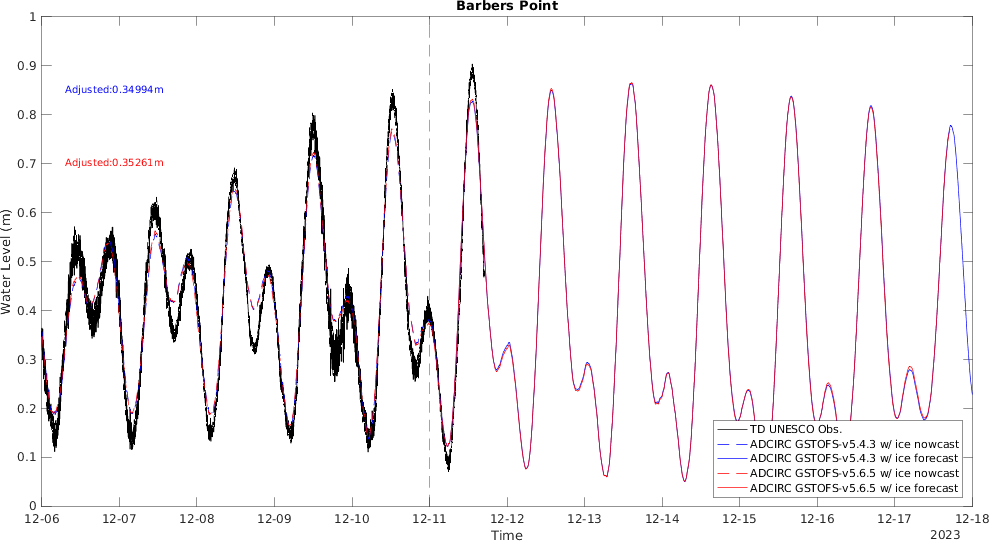 Barbers Point
1
0.9
0.8
0.7
0.6
0.5
0.4
0.3
0.2
0.1
0
Water Level (m)
Adjusted:0.34994m
Adjusted:0.35261m
TD UNESCO Obs.
ADCIRC GSTOFS-v5.4.3 w/ ice nowcast
ADCIRC GSTOFS-v5.4.3 w/ ice forecast
ADCIRC GSTOFS-v5.6.5 w/ ice nowcast
ADCIRC GSTOFS-v5.6.5 w/ ice forecast
12-06 12-07 12-08 12-09 12-10 12-11 12-12 12-13 12-14 12-15 12-16 12-17 12-18
Time
2023